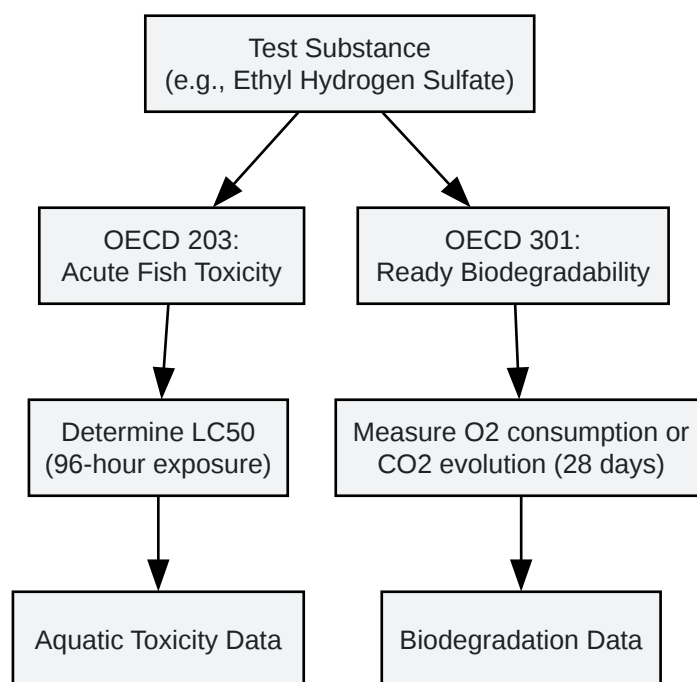 Test Substance
(e.g., Ethyl Hydrogen Sulfate)
OECD 203:
Acute Fish Toxicity
OECD 301:
Ready Biodegradability
Determine LC50
(96-hour exposure)
Measure O2 consumption or
CO2 evolution (28 days)
Aquatic Toxicity Data
Biodegradation Data